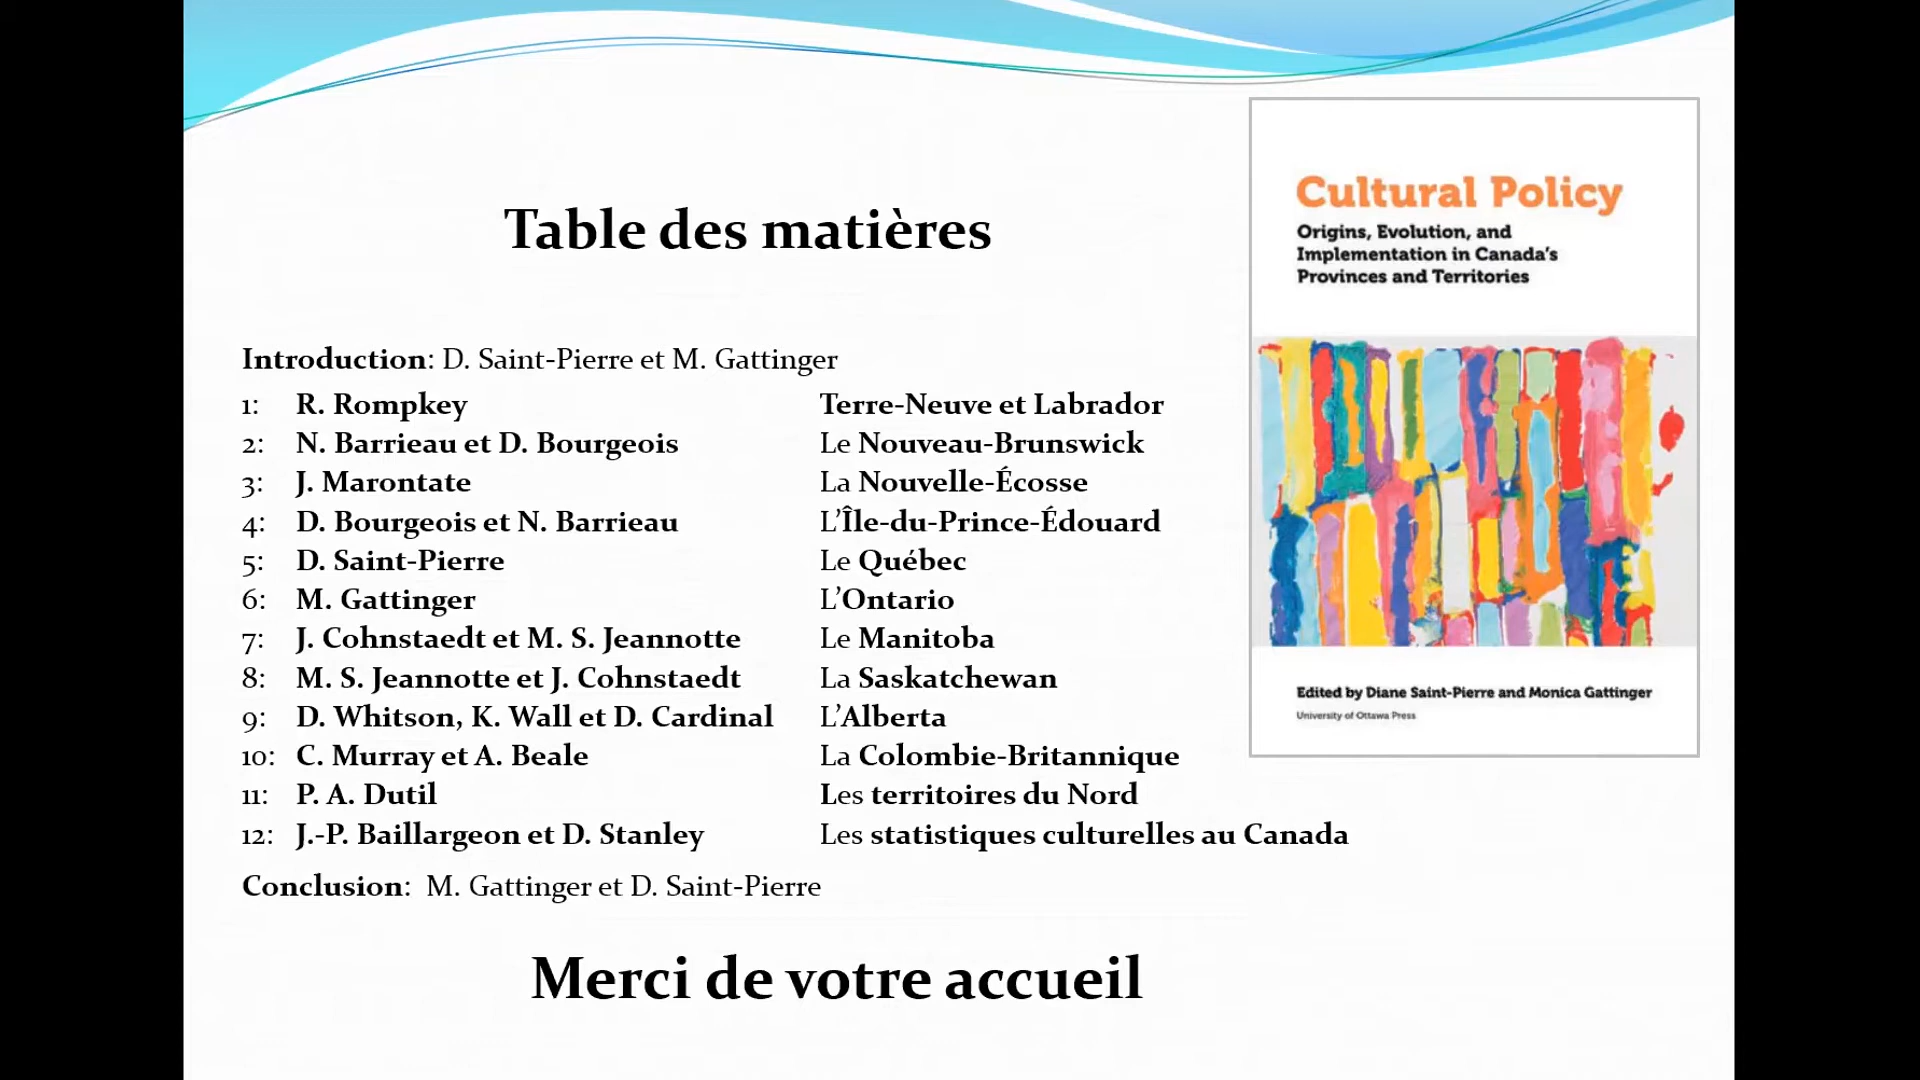 Table des matières
Introduction: D. Saint-Pierre et M. Gattinger
1: R. Rompkey Terre-Neuve et Labrador
2: N. Barrieau et D. Bourgeois Le Nouveau-Brunswick
3: J. Marontate La Nouvelle-Écosse
4: D. Bourgeois et N. Barrieau L’Île-du-Prince-Édouard
5: D. Saint-Pierre Le Québec
6: M. Gattinger L’Ontario
7: J. Cohnstaedt et M. S. Jeannotte Le Manitoba
8: M. S. Jeannotte et J. Cohnstaedt La Saskatchewan
9: D. Whitson, K. Wall et D. Cardinal L’Alberta
10: C. Murray et A. Beale La Colombie-Britannique
11: P. A. Dutil Les territoires du Nord
12: J.-P. Baillargeon et D. Stanley Les statistiques culturelles au Canada
Conclusion: M. Gattinger et D. Saint-Pierre
Merci de votre accueil
Cultural Policy
Origins, Evolution, and
Implementation in Canada’s
Provinces and Territories
Edited by Diane Saint-Pierre and Monica Gattinger
University of Ottawa Press